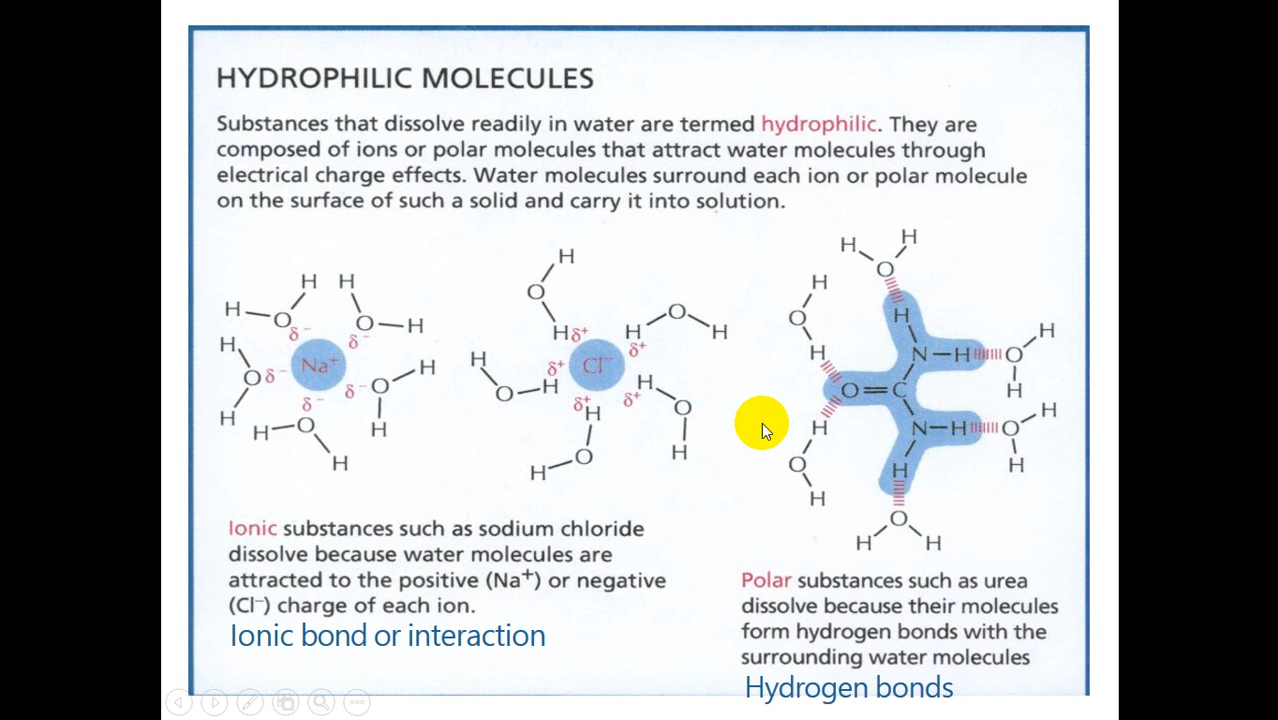 HYDROPHILIC MOLECULES
Substances that dissolve readily in water are termed hydrophilic. They are
composed of ions or polar molecules that attract water molecules through
electrical charge effects. Water molecules surround each ion or polar molecule
on the surface of such a solid and carry it into solution.
H H
H O O H
δ⁻ δ⁻
H O δ⁻ Na⁺ δ⁻ O H
H δ⁻ H
H O
H
H
O
H δ⁺ H O H
H δ⁺ Cl⁻ δ⁺
O H H
δ⁺ δ⁺ O
H H
H O
H H
H O
O H
H N H O H
O C H
H N H O H
O H H
H O
H H
Ionic substances such as sodium chloride
dissolve because water molecules are
attracted to the positive (Na⁺) or negative
(Cl⁻) charge of each ion.
Ionic bond or interaction
Polar substances such as urea
dissolve because their molecules
form hydrogen bonds with the
surrounding water molecules
Hydrogen bonds